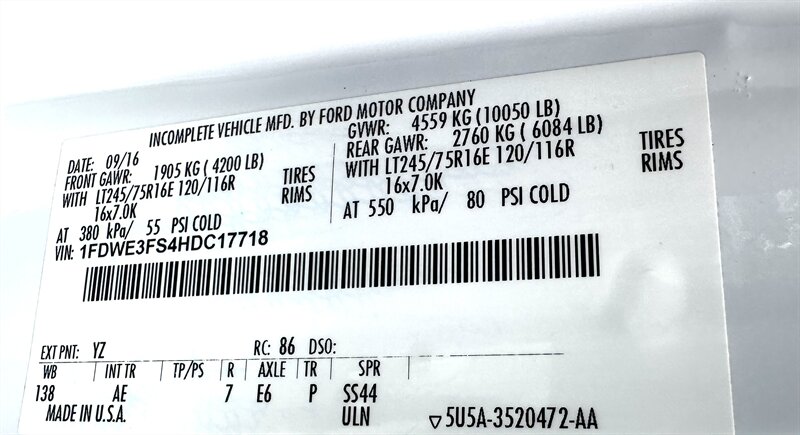 INCOMPLETE VEHICLE MFD. BY FORD MOTOR COMPANY
DATE: 09/16 GVWR: 4559 KG (10050 LB)
FRONT GAWR: 1905 KG (4200 LB) REAR GAWR: 2760 KG (6084 LB)
WITH LT245/75R16E 120/116R TIRES WITH LT245/75R16E 120/116R TIRES
16x7.0K RIMS 16x7.0K RIMS
AT 380 kPa/ 55 PSI COLD AT 550 kPa/ 80 PSI COLD
VIN: 1FDWE3FS4HDC17718
EXT PNT: YZ RC: 86 DSO:
WB INT TR TP/PS R AXLE TR SPR
138 AE 7 E6 P SS44
MADE IN U.S.A. ULN ▽5U5A-3520472-AA